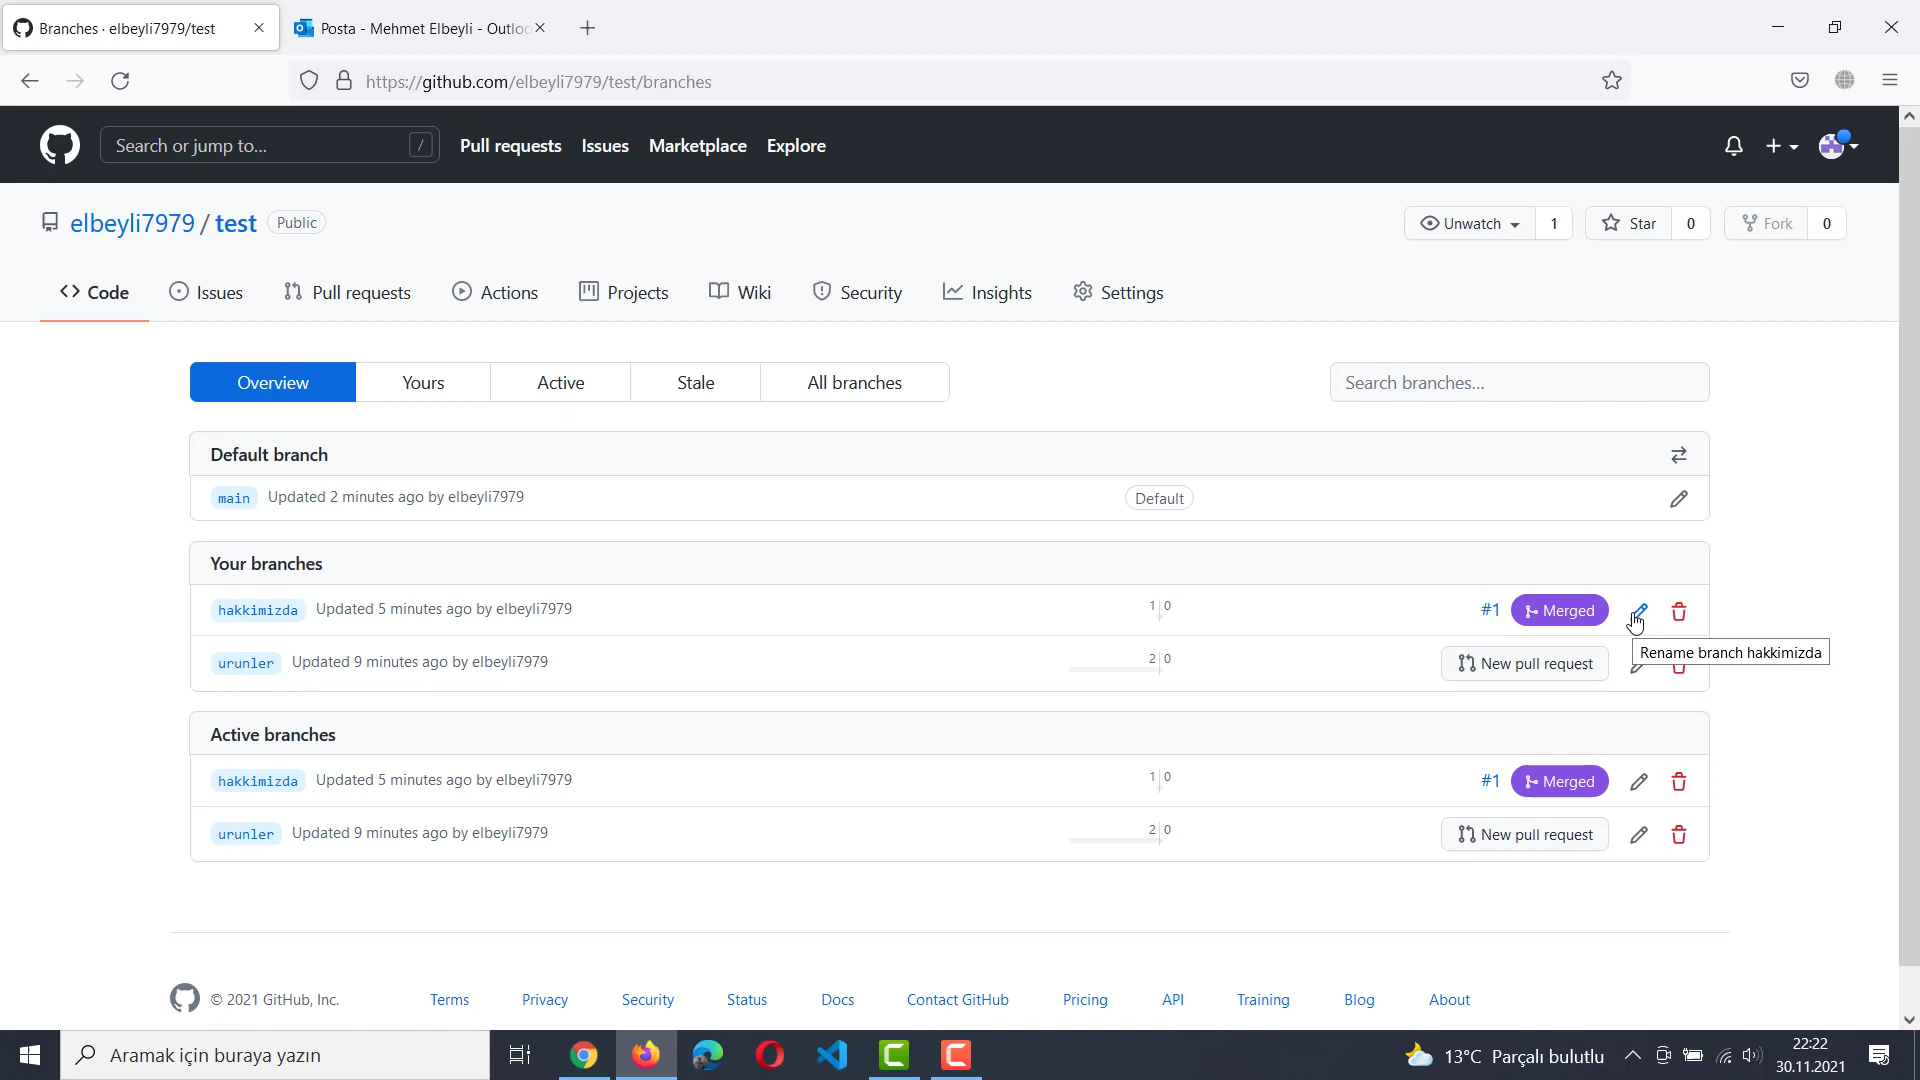 Branches · elbeyli7979/test
Posta - Mehmet Elbeyli - Outloo
https://github.com/elbeyli7979/test/branches
Search or jump to... /
Pull requests Issues Marketplace Explore
elbeyli7979 / test Public
Unwatch 1 Star 0 Fork 0
Code Issues Pull requests Actions Projects Wiki Security Insights Settings
Overview Yours Active Stale All branches
Search branches...
Default branch
main Updated 2 minutes ago by elbeyli7979 Default
Your branches
hakkimizda Updated 5 minutes ago by elbeyli7979 1 0 #1 Merged
Rename branch hakkimizda
urunler Updated 9 minutes ago by elbeyli7979 2 0 New pull request
Active branches
hakkimizda Updated 5 minutes ago by elbeyli7979 1 0 #1 Merged
urunler Updated 9 minutes ago by elbeyli7979 2 0 New pull request
© 2021 GitHub, Inc. Terms Privacy Security Status Docs Contact GitHub Pricing API Training Blog About
Aramak için buraya yazın
13°C Parçalı bulutlu
22:22
30.11.2021